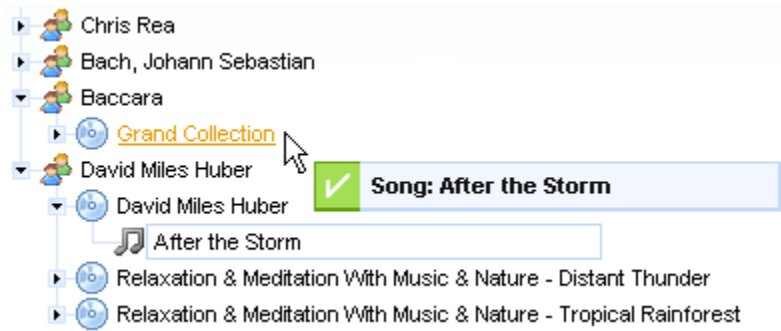 Chris Rea
Bach, Johann Sebastian
Baccara
Grand Collection
David Miles Huber
Song: After the Storm
David Miles Huber
After the Storm
Relaxation & Meditation With Music & Nature - Distant Thunder
Relaxation & Meditation With Music & Nature - Tropical Rainforest